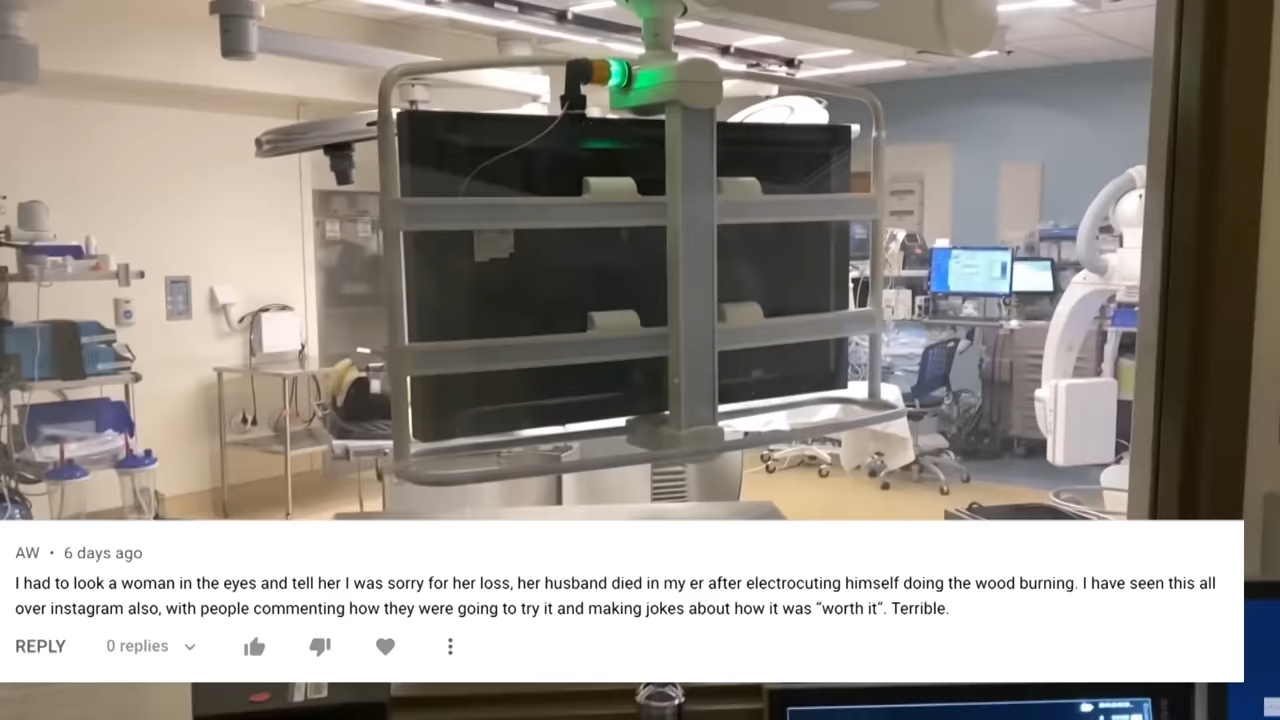 AW • 6 days ago
I had to look a woman in the eyes and tell her I was sorry for her loss, her husband died in my er after electrocuting himself doing the wood burning. I have seen this all
over instagram also, with people commenting how they were going to try it and making jokes about how it was “worth it”. Terrible.
REPLY 0 replies